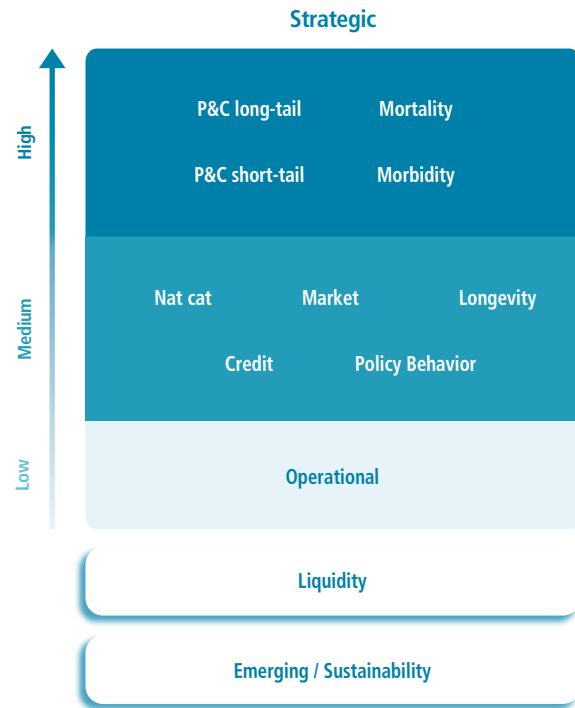 Strategic
High
P&C long-tail Mortality
P&C short-tail Morbidity
Medium
Nat cat Market Longevity
Credit Policy Behavior
Low
Operational
Liquidity
Emerging / Sustainability